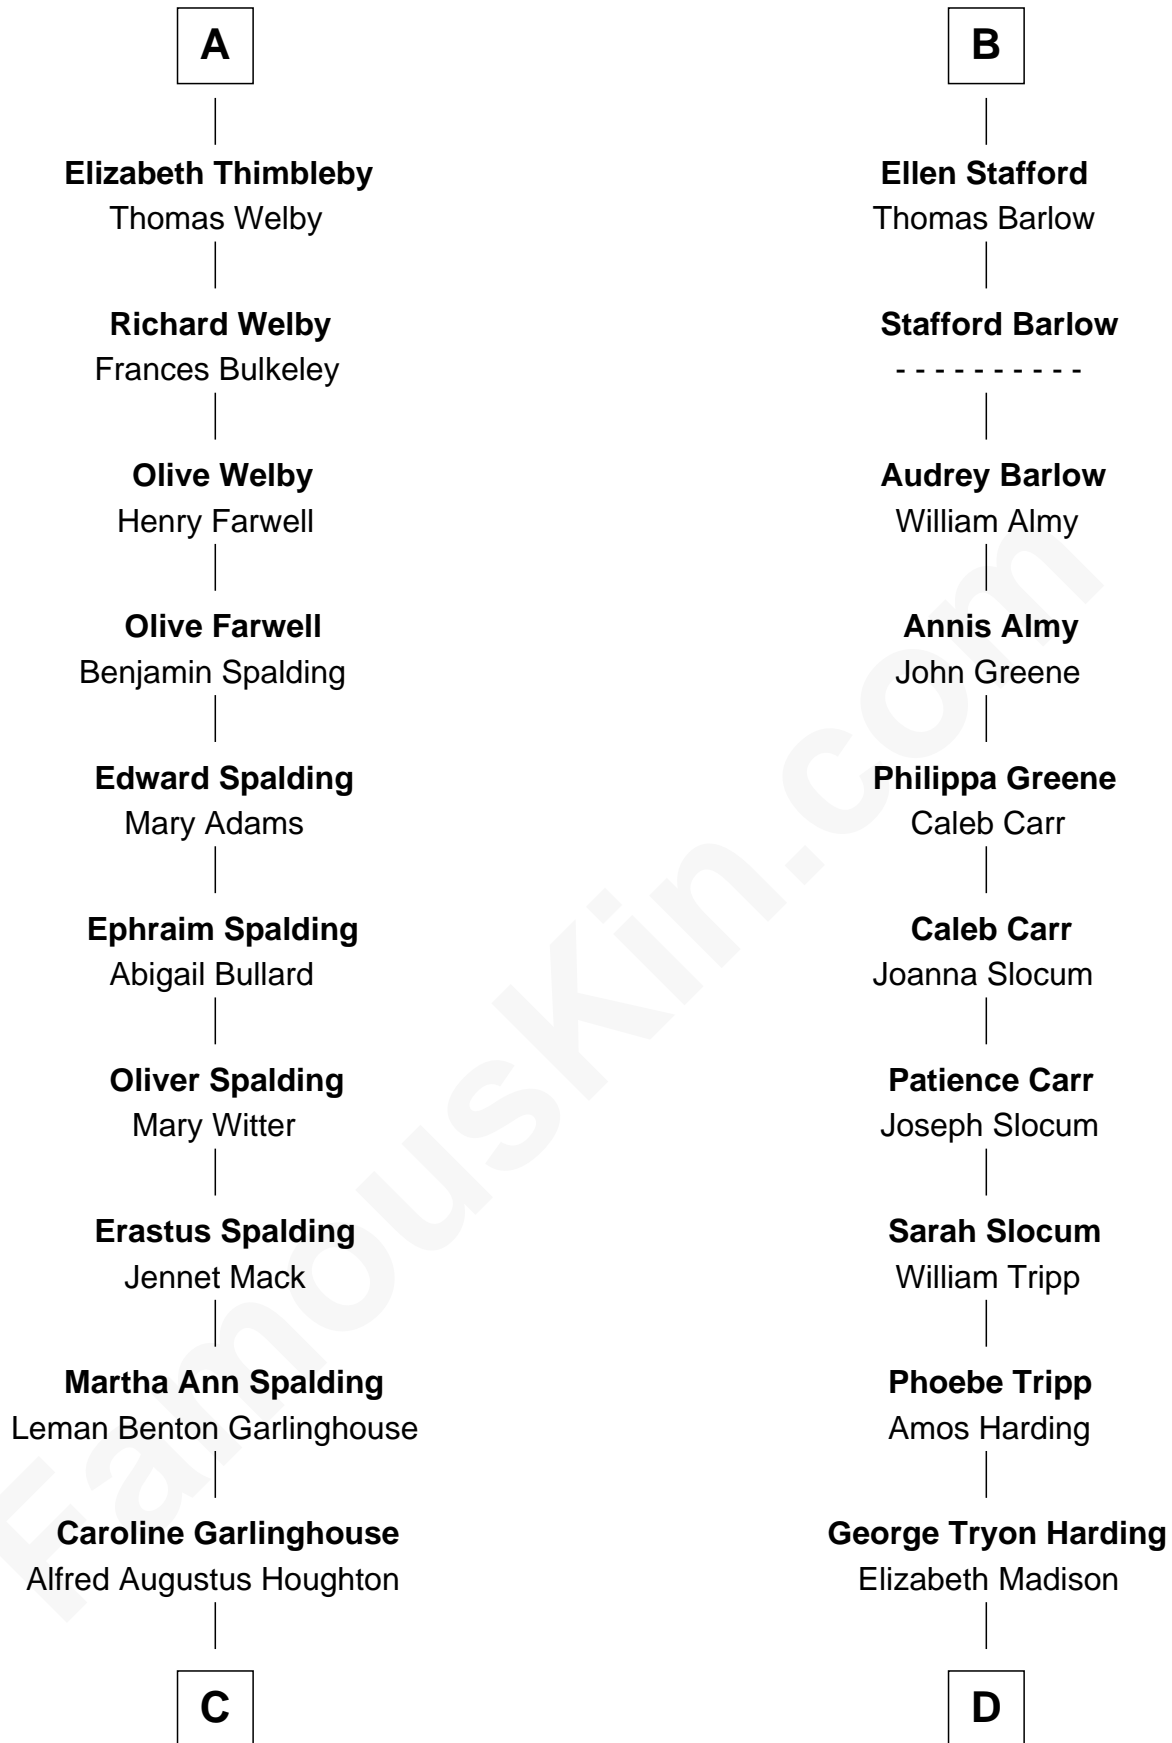 A
Elizabeth Thimbleby
Thomas Welby
Richard Welby
Frances Bulkeley
Olive Welby
Henry Farwell
Olive Farwell
Benjamin Spalding
Edward Spalding
Mary Adams
Ephraim Spalding
Abigail Bullard
Oliver Spalding
Mary Witter
Erastus Spalding
Jennet Mack
Martha Ann Spalding
Leman Benton Garlinghouse
Caroline Garlinghouse
Alfred Augustus Houghton
C
B
Ellen Stafford
Thomas Barlow
Stafford Barlow
- - - - - - - - - -
Audrey Barlow
William Almy
Annis Almy
John Greene
Philippa Greene
Caleb Carr
Caleb Carr
Joanna Slocum
Patience Carr
Joseph Slocum
Sarah Slocum
William Tripp
Phoebe Tripp
Amos Harding
George Tryon Harding
Elizabeth Madison
D
FamousKin.com